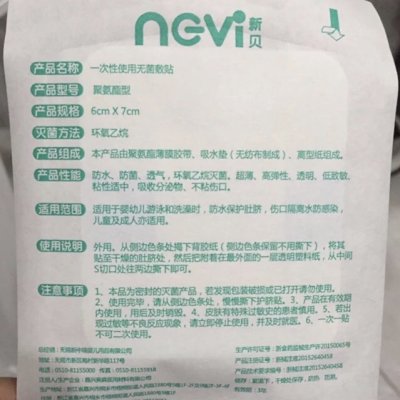 nevi新贝
产品名称 一次性使用无菌敷贴
产品型号 聚氨酯型
产品规格 6cm X 7cm
灭菌方法 环氧乙烷
产品组成 本产品由聚氨酯薄膜胶带、吸水垫（无纺布制成）、离型纸组成。
产品性能 防水、防菌、透气，环氧乙烷灭菌。超薄、高弹性、透明、低致敏、
粘性适中，吸收分泌物、不粘伤口。
适用范围 适用于婴幼儿游泳和洗澡时，防水保护肚脐，伤口隔离水防感染，
儿童及成人亦适用。
使用说明 外用。从侧边色条处揭下背胶纸（侧边色条保留不用撕下），将其
贴至干燥的肚脐处，然后把附着在最外面的一层透明塑料纸，从中间
S切口处往两边撕下即可。
注意事项 1、本品为密封的灭菌产品，若发现包装破损或已打开请勿使用。
2、使用完毕，请从侧边色条处，慢慢撕下护脐贴。3、产品在有效期
内使用，用后及时销毁。4、皮肤有特殊过敏史的患者慎用。5、若出
现过敏等不良反应现象，请立即停止使用，并及时就医。6、一次一贴
不可二次使用。